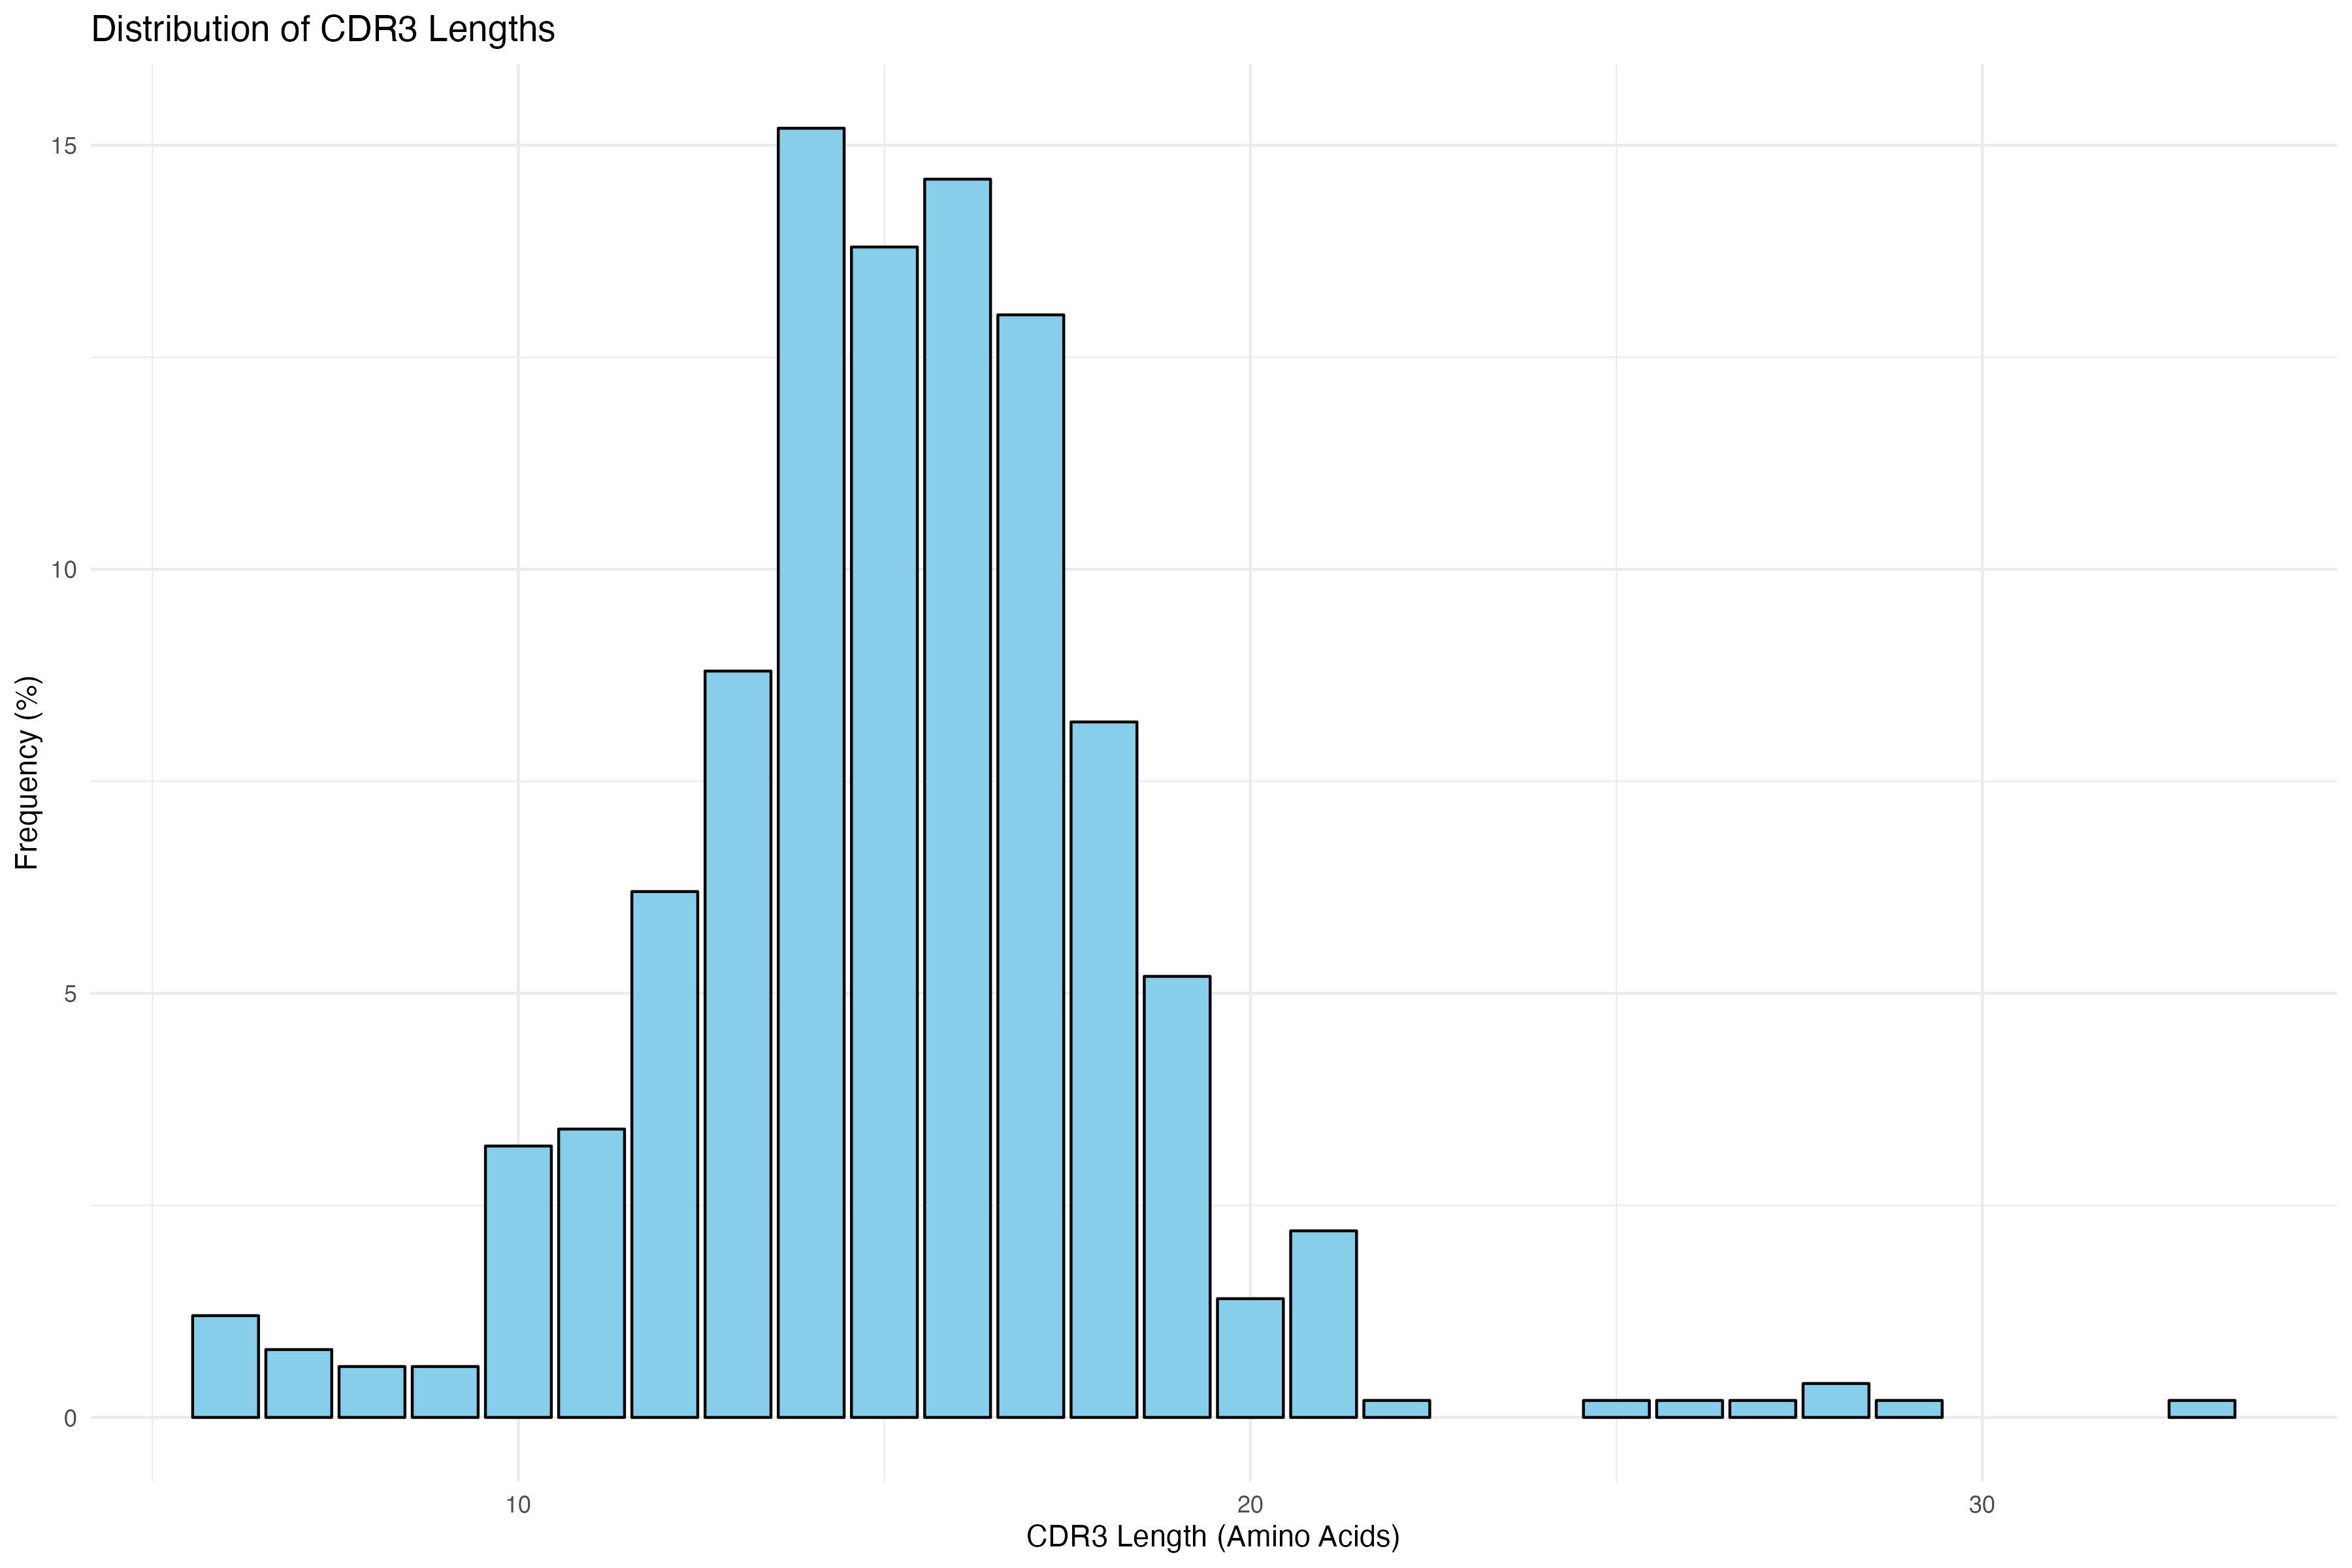 Distribution of CDR3 Lengths
15
10
5
0
Frequency (%)
10 20 30
CDR3 Length (Amino Acids)